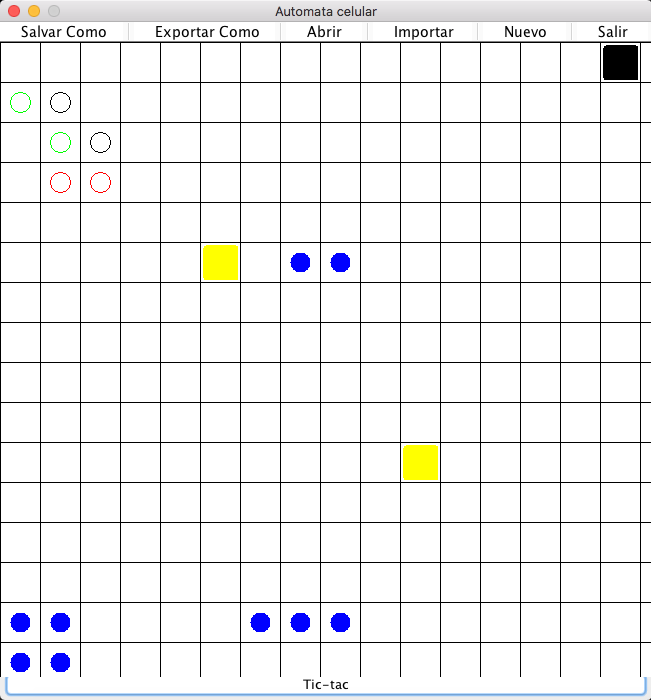 Automata celular
Salvar Como Exportar Como Abrir Importar Nuevo Salir
Tic-tac